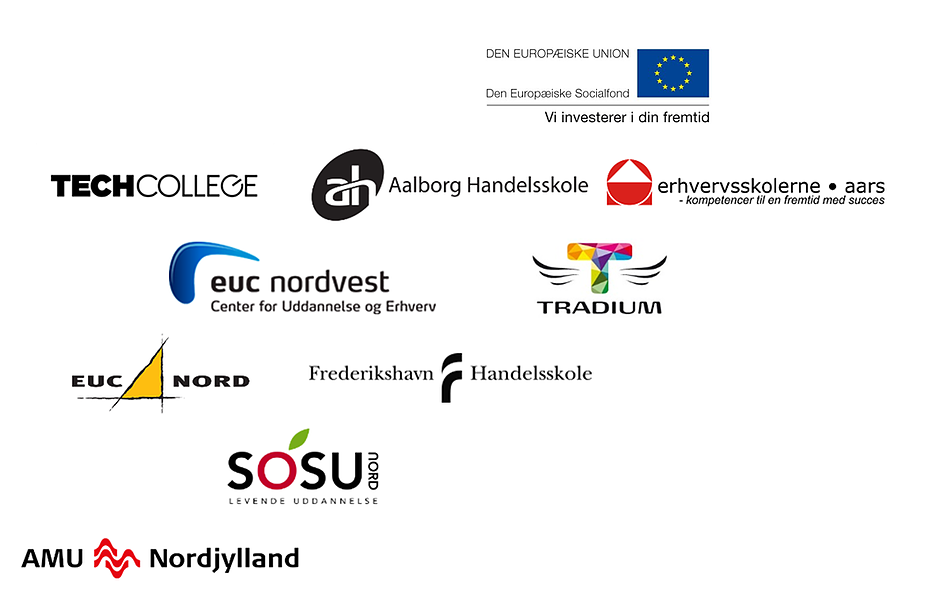 DEN EUROPÆISKE UNION
Den Europæiske Socialfond
Vi investerer i din fremtid
TECHCOLLEGE
ah Aalborg Handelsskole
erhvervsskolerne • aars
- kompetencer til en fremtid med succes
euc nordvest
Center for Uddannelse og Erhverv
T
TRADIUM
EUC NORD
Frederikshavn Handelsskole
SOSU NORD
LEVENDE UDDANNELSE
AMU Nordjylland